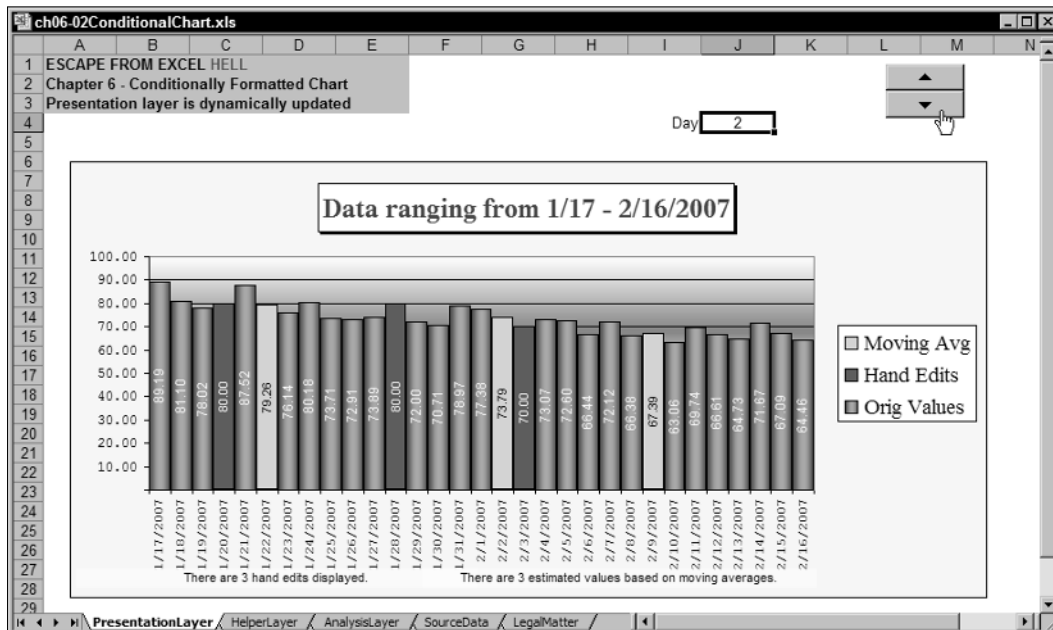 ch06-02ConditionalChart.xls
A B C D E F G H I J K L M N
1 ESCAPE FROM EXCEL HELL
2 Chapter 6 - Conditionally Formatted Chart
3 Presentation layer is dynamically updated
4 Day 2
5
6
7
8
9
10
11
12
13
14
15
16
17
18
19
20
21
22
23
24
25
26
27
28
29
Data ranging from 1/17 - 2/16/2007
100.00
90.00
80.00
70.00
60.00
50.00
40.00
30.00
20.00
10.00
89.19 81.10 78.02 80.00 87.52 79.26 76.14 80.18 73.71 72.91 73.89 80.00 72.00 70.71 78.97 77.38 73.79 70.00 73.07 72.60 66.44 72.12 66.38 67.39 63.06 69.74 66.61 64.73 71.67 67.09 64.46
1/17/2007 1/18/2007 1/19/2007 1/20/2007 1/21/2007 1/22/2007 1/23/2007 1/24/2007 1/25/2007 1/26/2007 1/27/2007 1/28/2007 1/29/2007 1/30/2007 1/31/2007 2/1/2007 2/2/2007 2/3/2007 2/4/2007 2/5/2007 2/6/2007 2/7/2007 2/8/2007 2/9/2007 2/10/2007 2/11/2007 2/12/2007 2/13/2007 2/14/2007 2/15/2007 2/16/2007
Moving Avg
Hand Edits
Orig Values
There are 3 hand edits displayed. There are 3 estimated values based on moving averages.
PresentationLayer HelperLayer AnalysisLayer SourceData LegalMatter